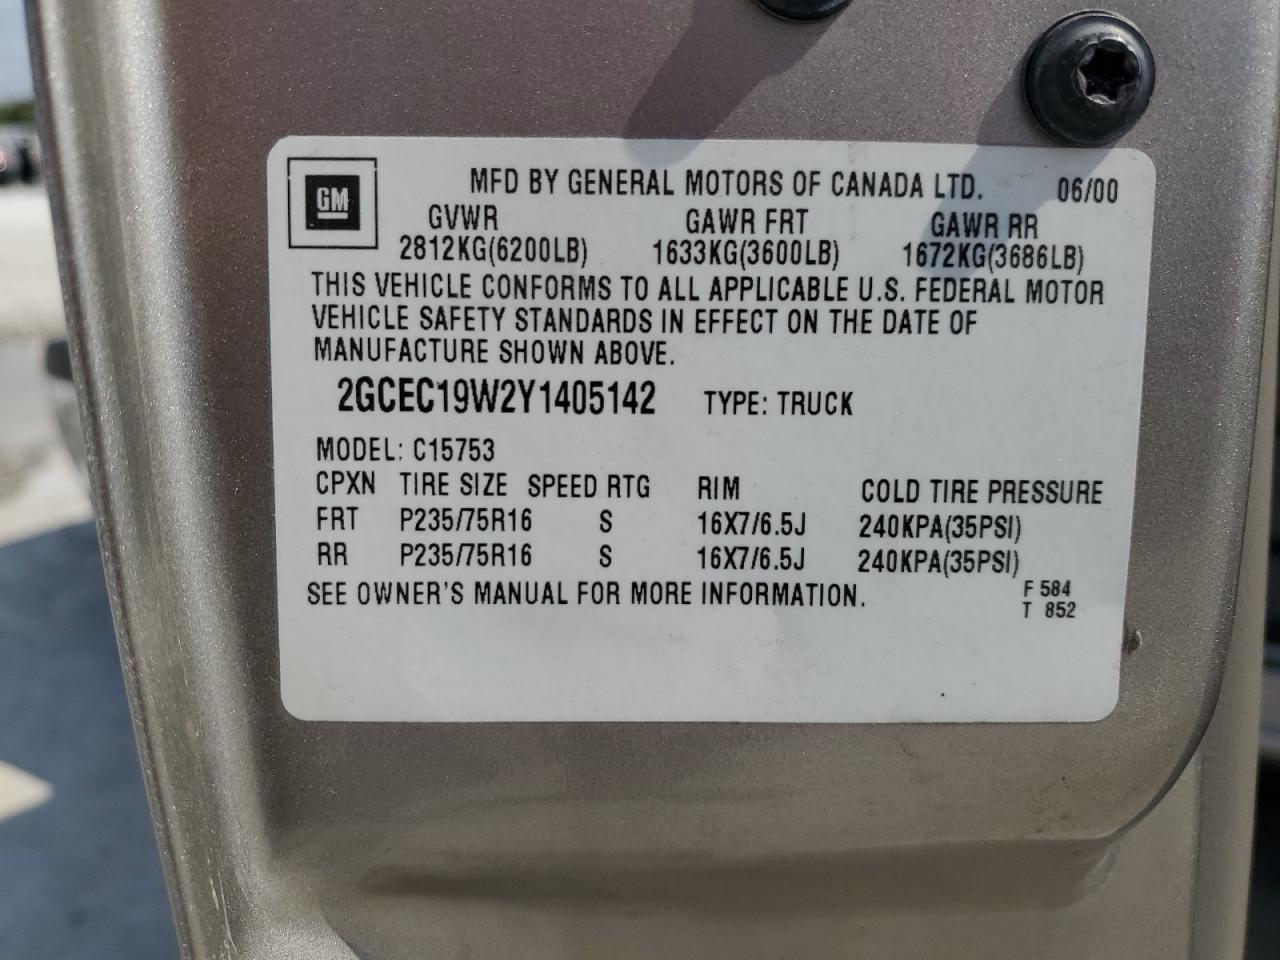 GM
MFD BY GENERAL MOTORS OF CANADA LTD. 06/00
GVWR GAWR FRT GAWR RR
2812KG(6200LB) 1633KG(3600LB) 1672KG(3686LB)
THIS VEHICLE CONFORMS TO ALL APPLICABLE U.S. FEDERAL MOTOR
VEHICLE SAFETY STANDARDS IN EFFECT ON THE DATE OF
MANUFACTURE SHOWN ABOVE.
2GCEC19W2Y1405142 TYPE: TRUCK
MODEL: C15753
CPXN TIRE SIZE SPEED RTG RIM COLD TIRE PRESSURE
FRT P235/75R16 S 16X7/6.5J 240KPA(35PSI)
RR P235/75R16 S 16X7/6.5J 240KPA(35PSI)
SEE OWNER'S MANUAL FOR MORE INFORMATION. F 584
T 852